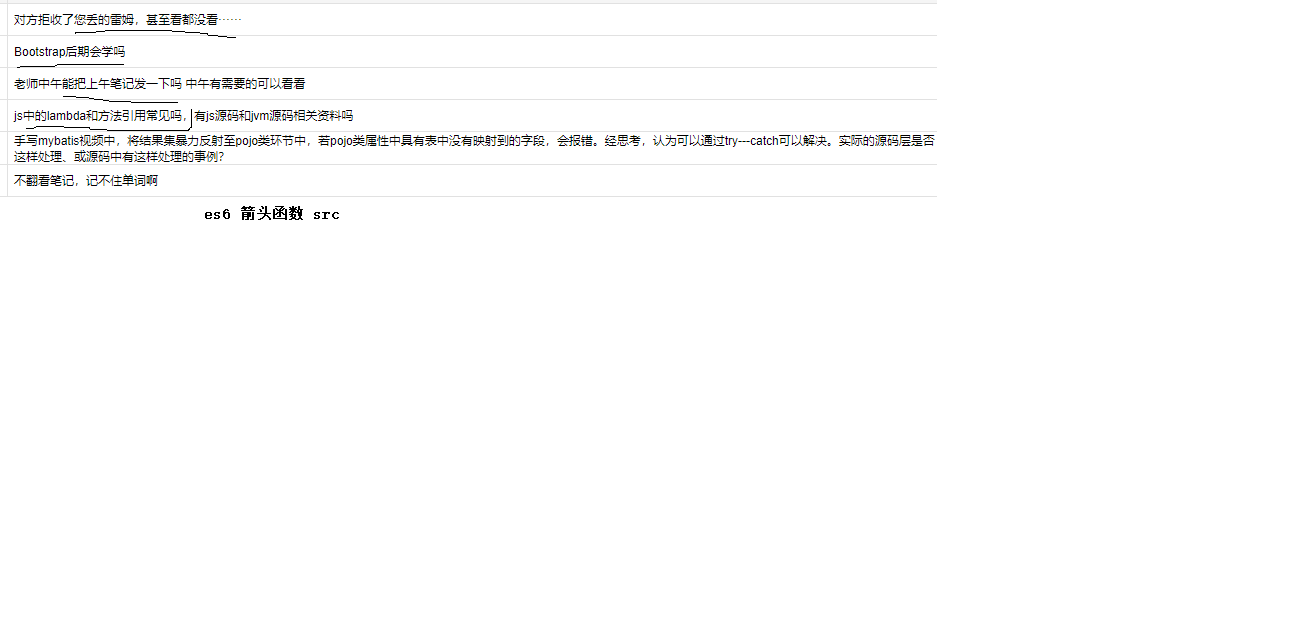 对方拒收了您丢的雷姆，甚至看都没看……
Bootstrap后期会学吗
老师中午能把上午笔记发一下吗 中午有需要的可以看看
js中的lambda和方法引用常见吗，有js源码和jvm源码相关资料吗
手写mybatis视频中，将结果集暴力反射至pojo类环节中，若pojo类属性中具有表中没有映射到的字段，会报错。经思考，认为可以通过try---catch可以解决。实际的源码层是否
这样处理、或源码中有这样处理的事例？
不翻看笔记，记不住单词啊
es6 箭头函数 src